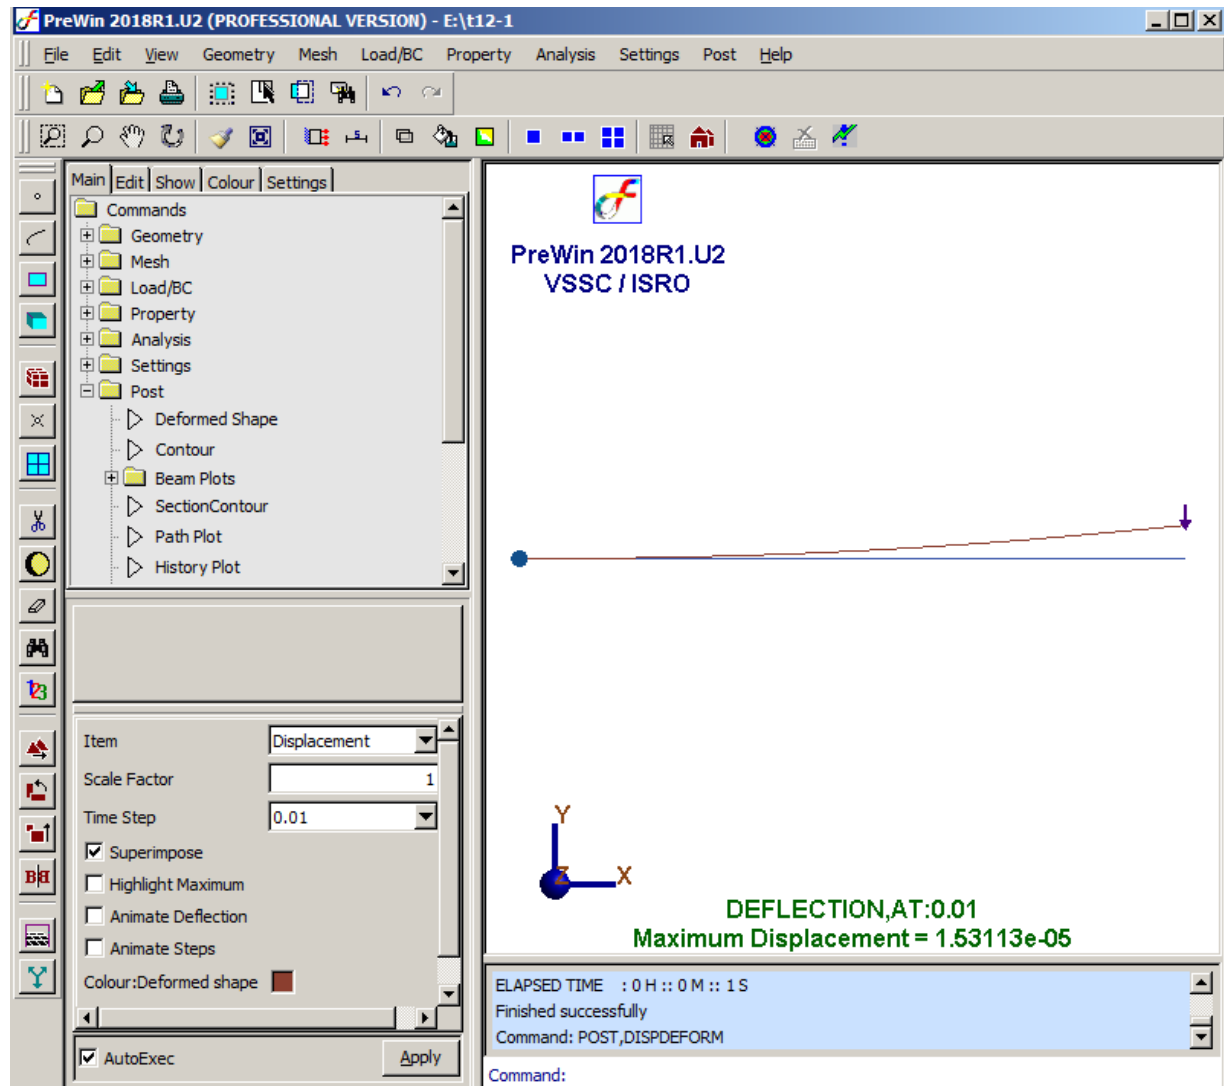 PreWin 2018R1.U2 (PROFESSIONAL VERSION) - E:\t12-1
File Edit View Geometry Mesh Load/BC Property Analysis Settings Post Help
Main Edit Show Colour Settings
Commands
Geometry
Mesh
Load/BC
Property
Analysis
Settings
Post
Deformed Shape
Contour
Beam Plots
SectionContour
Path Plot
History Plot
123
B B
Item Displacement
Scale Factor 1
Time Step 0.01
Superimpose
Highlight Maximum
Animate Deflection
Animate Steps
Colour:Deformed shape
AutoExec Apply
PreWin 2018R1.U2
VSSC / ISRO
Y
Z X
DEFLECTION,AT:0.01
Maximum Displacement = 1.53113e-05
ELAPSED TIME : 0 H :: 0 M :: 1 S
Finished successfully
Command: POST,DISPDEFORM
Command: